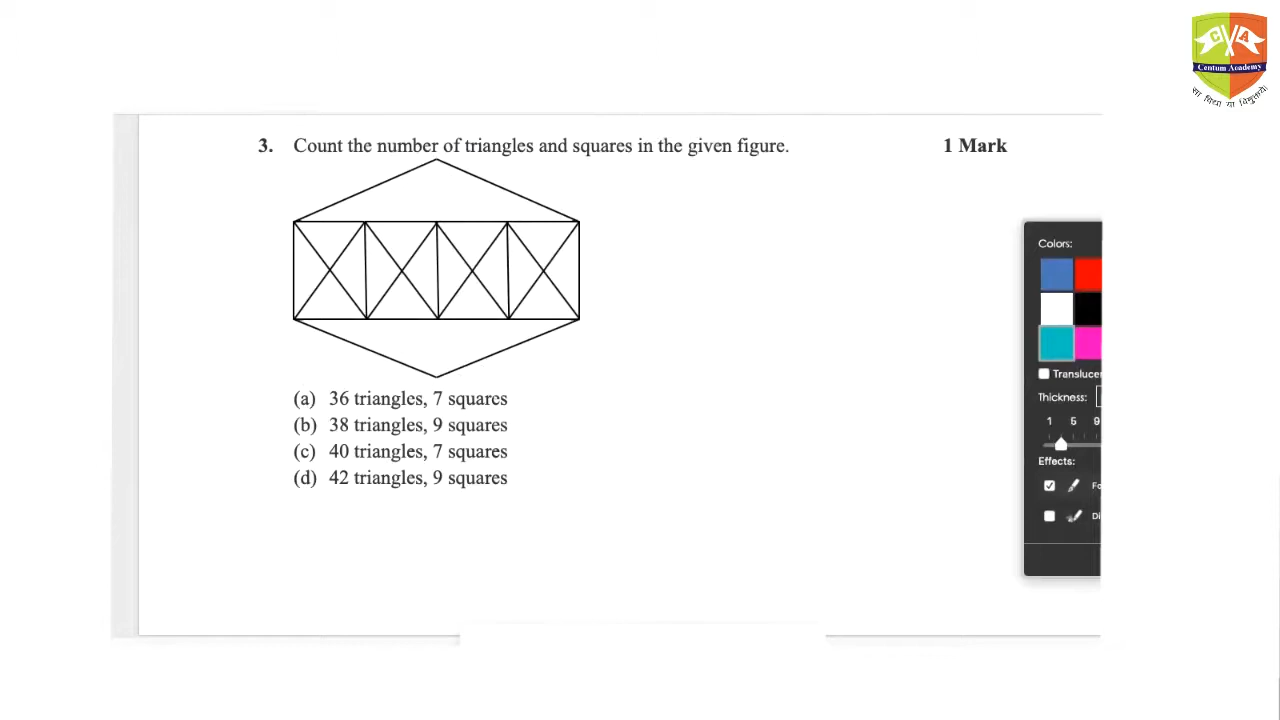 C A
Centum Academy
सा विद्या या विमुक्तये
3. Count the number of triangles and squares in the given figure. 1 Mark
Colors:
(a) 36 triangles, 7 squares
(b) 38 triangles, 9 squares
(c) 40 triangles, 7 squares
(d) 42 triangles, 9 squares
Thickness:
1 5 9
Effects: